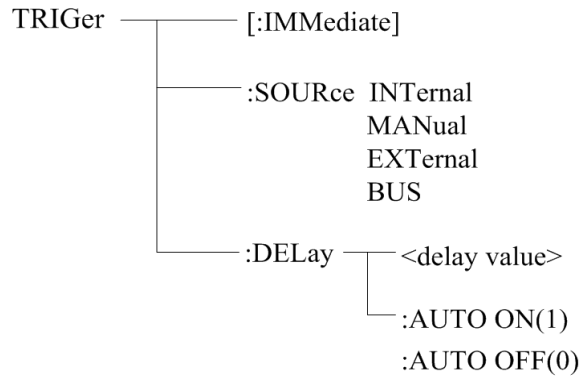 TRIGer [:IMMediate]
:SOURce INTernal
MANual
EXTernal
BUS
:DELay <delay value>
:AUTO ON(1)
:AUTO OFF(0)